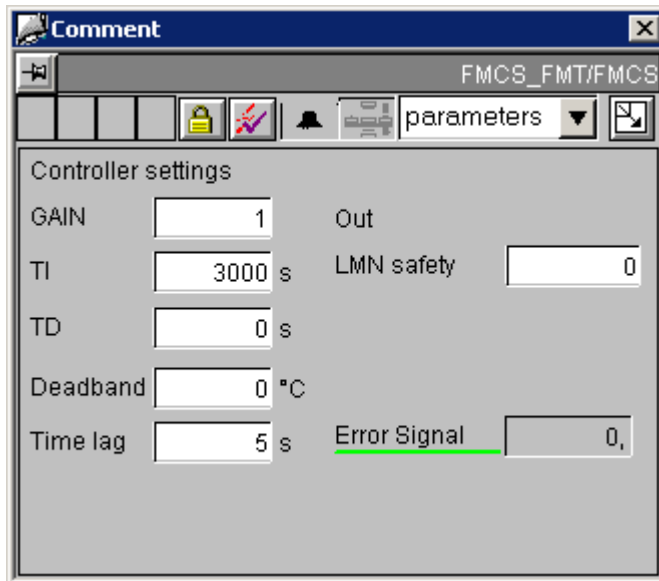 Comment
FMCS_FMT/FMCS
parameters
Controller settings
GAIN 1 Out
TI 3000 s LMN safety 0
TD 0 s
Deadband 0 °C
Time lag 5 s Error Signal 0,